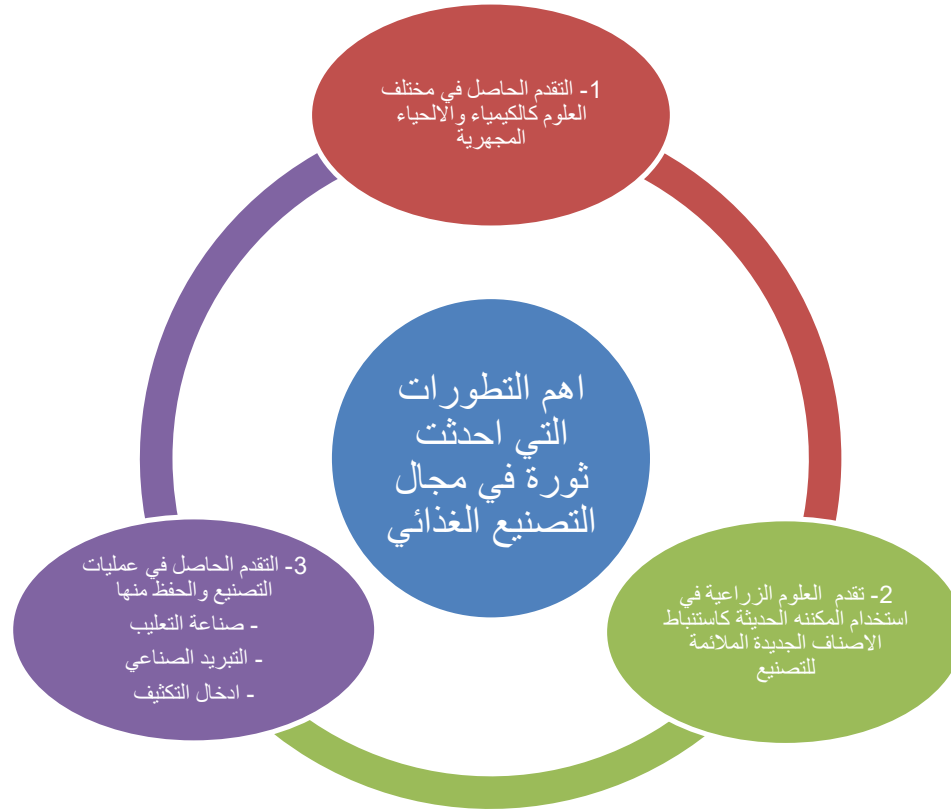 1- التقدم الحاصل في مختلف
العلوم كالكيمياء والالحياء
المجهرية
اهم التطورات
التي احدثت
ثورة في مجال
التصنيع الغذائي
2- تقدم العلوم الزراعية في
استخدام المكننه الحديثة كاستنباط
الاصناف الجديدة الملائمة
للتصنيع
3- التقدم الحاصل في عمليات
التصنيع والحفظ منها
- صناعة التعليب
- التبريد الصناعي
- ادخال التكثيف